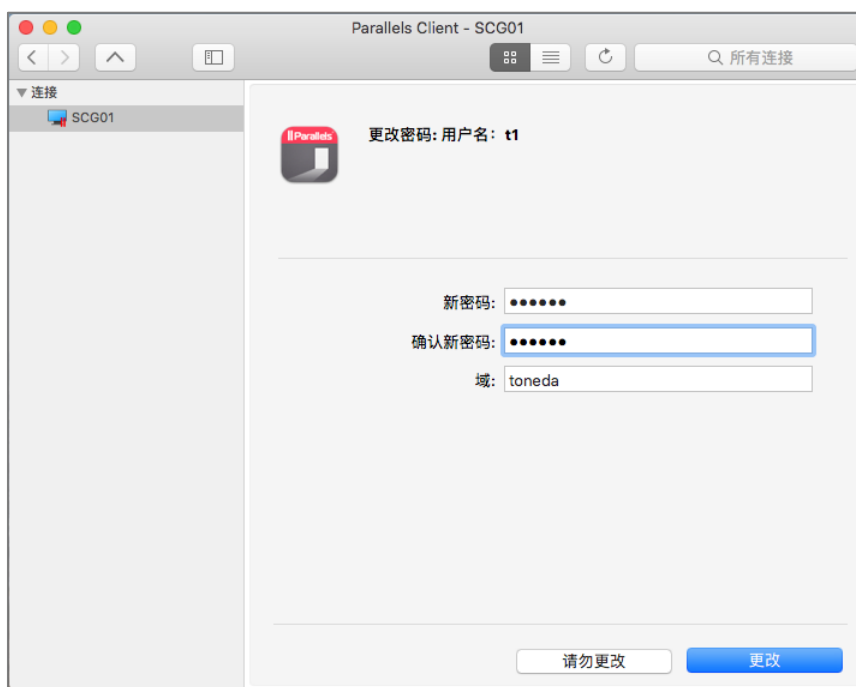 Parallels Client - SCG01
所有连接
连接
SCG01
Parallels
更改密码: 用户名： t1
新密码: ●●●●●●
确认新密码: ●●●●●●
域: toneda
请勿更改
更改